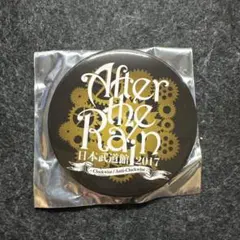 After
the
Rain
日本武道館 2017
- Clockwise / Anti-Clockwise -